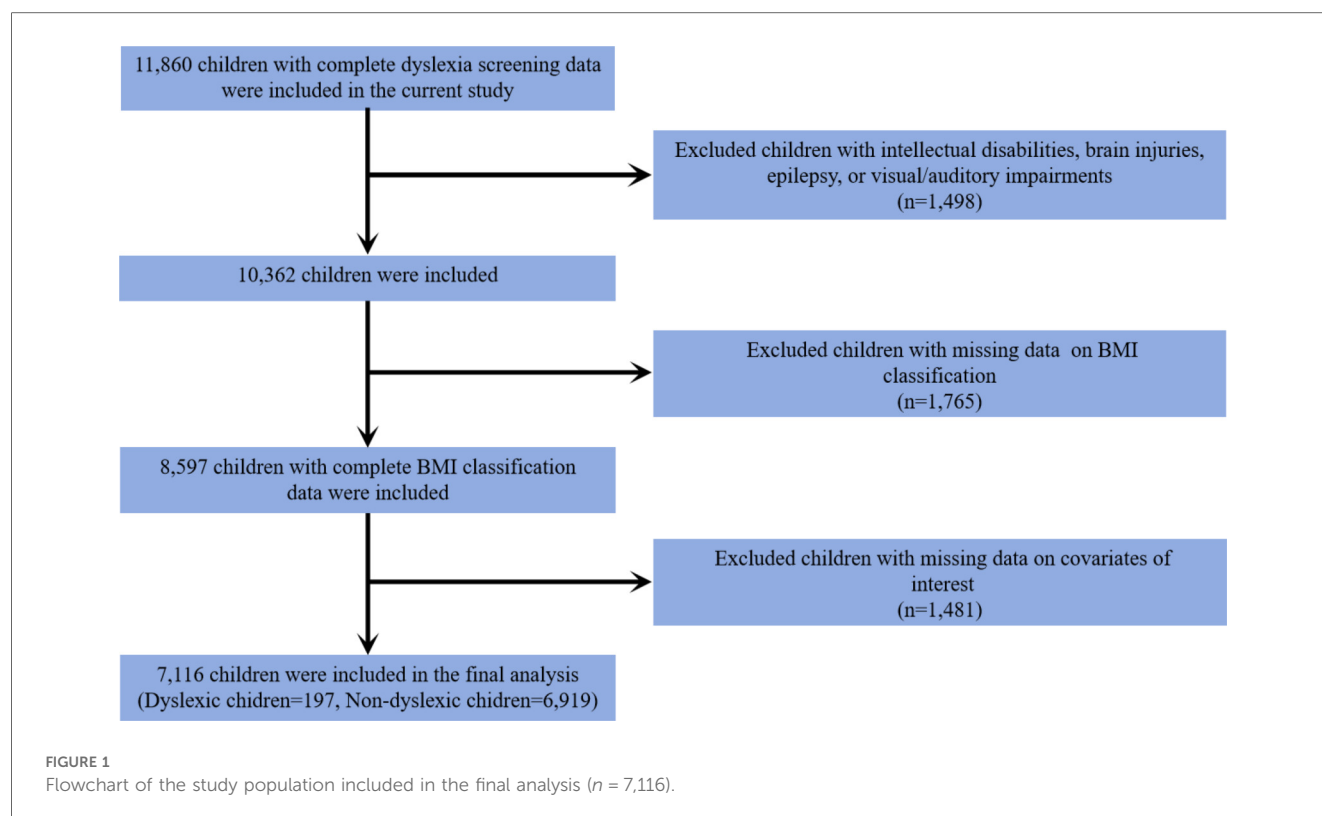 11,860 children with complete dyslexia screening data
were included in the current study
Excluded children with intellectual disabilities, brain injuries,
epilepsy, or visual/auditory impairments
(n=1,498)
10,362 children were included
Excluded children with missing data on BMI
classification
(n=1,765)
8,597 children with complete BMI classification
data were included
Excluded children with missing data on covariates of
interest
(n=1,481)
7,116 children were included in the final analysis
(Dyslexic chidren=197, Non-dyslexic chidren=6,919)
FIGURE 1
Flowchart of the study population included in the final analysis (n = 7,116).